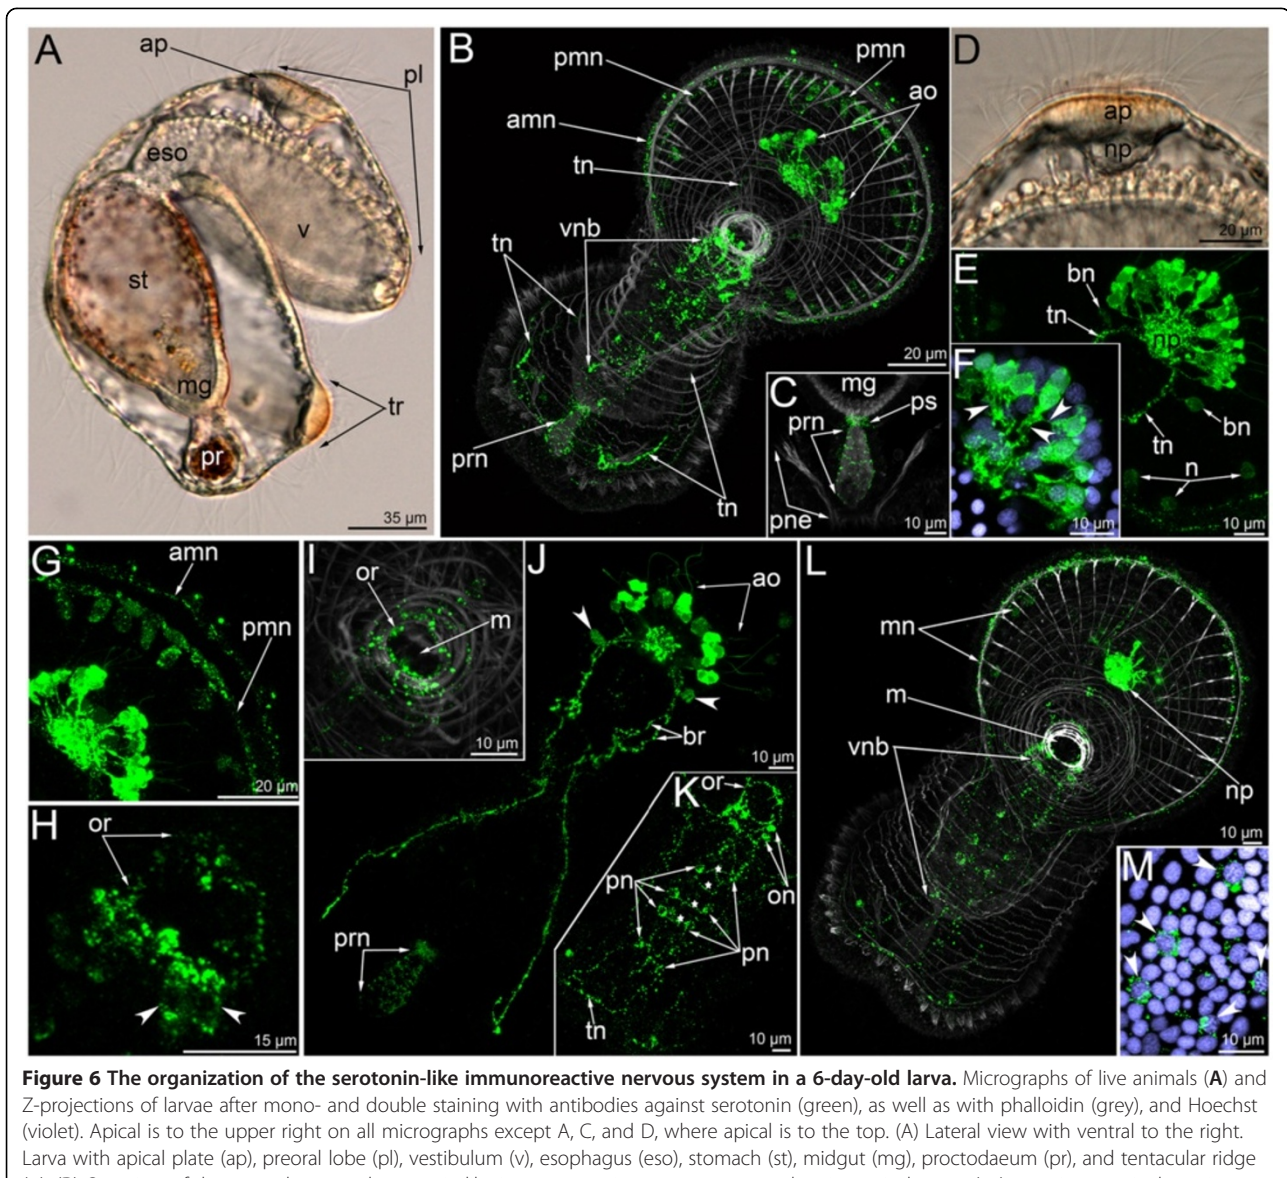 A
ap
pl
eso
v
st
mg
pr
tr
35 µm
B
pmn
pmn
ao
amn
tn
vnb
tn
prn
tn
20 µm
C
mg
ps
prn
pne
10 µm
D
ap
np
20 µm
E
bn
tn
np
bn
tn
n
10 µm
F
10 µm
G
amn
pmn
20 µm
H
or
15 µm
I
or
m
10 µm
J
ao
br
prn
10 µm
K
or
pn
on
pn
tn
10 µm
L
mn
m
vnb
np
10 µm
M
10 µm
Figure 6 The organization of the serotonin-like immunoreactive nervous system in a 6-day-old larva. Micrographs of live animals (A) and
Z-projections of larvae after mono- and double staining with antibodies against serotonin (green), as well as with phalloidin (grey), and Hoechst
(violet). Apical is to the upper right on all micrographs except A, C, and D, where apical is to the top. (A) Lateral view with ventral to the right.
Larva with apical plate (ap), preoral lobe (pl), vestibulum (v), esophagus (eso), stomach (st), midgut (mg), proctodaeum (pr), and tentacular ridge